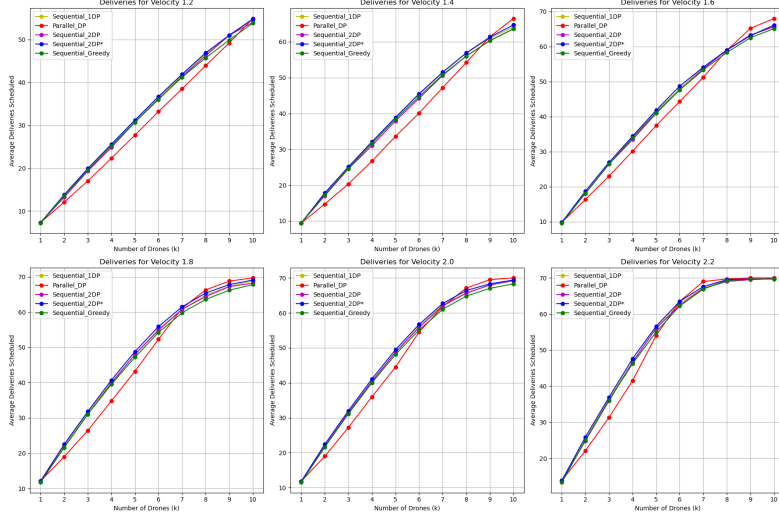 Deliveries for Velocity 1.2
Average Deliveries Scheduled
50
40
30
20
10
Sequential_1DP
Parallel_DP
Sequential_2DP
Sequential_2DP*
Sequential_Greedy
1 2 3 4 5 6 7 8 9 10
Number of Drones (k)
Deliveries for Velocity 1.4
Average Deliveries Scheduled
60
50
40
30
20
10
Sequential_1DP
Parallel_DP
Sequential_2DP
Sequential_2DP*
Sequential_Greedy
1 2 3 4 5 6 7 8 9 10
Number of Drones (k)
Deliveries for Velocity 1.6
Average Deliveries Scheduled
70
60
50
40
30
20
10
Sequential_1DP
Parallel_DP
Sequential_2DP
Sequential_2DP*
Sequential_Greedy
1 2 3 4 5 6 7 8 9 10
Number of Drones (k)
Deliveries for Velocity 1.8
Average Deliveries Scheduled
70
60
50
40
30
20
10
Sequential_1DP
Parallel_DP
Sequential_2DP
Sequential_2DP*
Sequential_Greedy
1 2 3 4 5 6 7 8 9 10
Number of Drones (k)
Deliveries for Velocity 2.0
Average Deliveries Scheduled
70
60
50
40
30
20
10
Sequential_1DP
Parallel_DP
Sequential_2DP
Sequential_2DP*
Sequential_Greedy
1 2 3 4 5 6 7 8 9 10
Number of Drones (k)
Deliveries for Velocity 2.2
Average Deliveries Scheduled
70
60
50
40
30
20
Sequential_1DP
Parallel_DP
Sequential_2DP
Sequential_2DP*
Sequential_Greedy
1 2 3 4 5 6 7 8 9 10
Number of Drones (k)